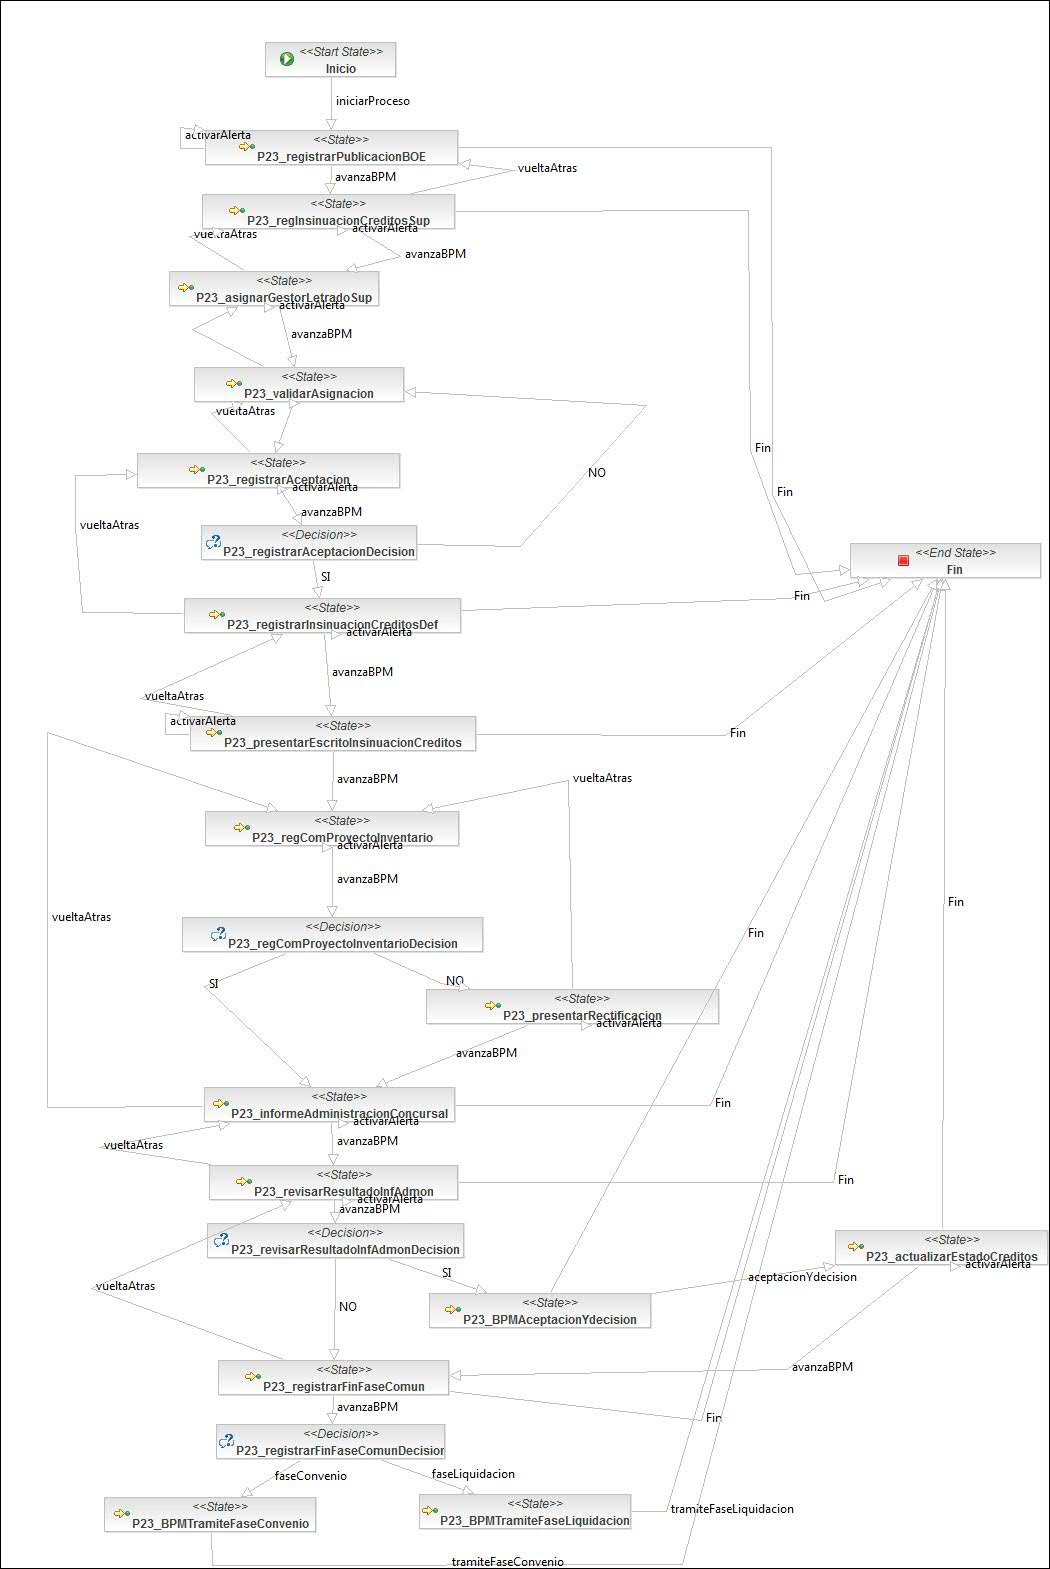 <<Start State>>
Inicio
iniciarProceso
activarAlerta
<<State>>
P23_registrarPublicacionBOE
avanzaBPM
vueltaAtras
<<State>>
P23_regInsinuacionCreditosSup
vueltaAtras
activarAlerta
avanzaBPM
<<State>>
P23_asignarGestorLetradoSup
activarAlerta
avanzaBPM
<<State>>
P23_validarAsignacion
vueltaAtras
<<State>>
P23_registrarAceptacion
activarAlerta
avanzaBPM
NO
Fin
Fin
vueltaAtras
<<Decision>>
P23_registrarAceptacionDecision
SI
<<End State>>
Fin
Fin
<<State>>
P23_registrarInsinuacionCreditosDef
activarAlerta
avanzaBPM
vueltaAtras
activarAlerta
<<State>>
P23_presentarEscritoInsinuacionCreditos
Fin
avanzaBPM
vueltaAtras
<<State>>
P23_regComProyectoInventario
activarAlerta
avanzaBPM
vueltaAtras
Fin
<<Decision>>
P23_regComProyectoInventarioDecision
Fin
SI
NO
<<State>>
P23_presentarRectificacion
activarAlerta
avanzaBPM
<<State>>
P23_informeAdministracionConcursal
Fin
activarAlerta
avanzaBPM
vueltaAtras
<<State>>
P23_revisarResultadoInfAdmon
Fin
activarAlerta
avanzaBPM
<<Decision>>
P23_revisarResultadoInfAdmonDecision
<<State>>
P23_actualizarEstadoCreditos
activarAlerta
SI
aceptacionYdecision
vueltaAtras
NO
<<State>>
P23_BPMAceptacionYdecision
avanzaBPM
<<State>>
P23_registrarFinFaseComun
avanzaBPM
Fin
<<Decision>>
P23_registrarFinFaseComunDecision
faseConvenio
faseLiquidacion
<<State>>
P23_BPMTramiteFaseConvenio
<<State>>
P23_BPMTramiteFaseLiquidacion
tramiteFaseLiquidacion
tramiteFaseConvenio